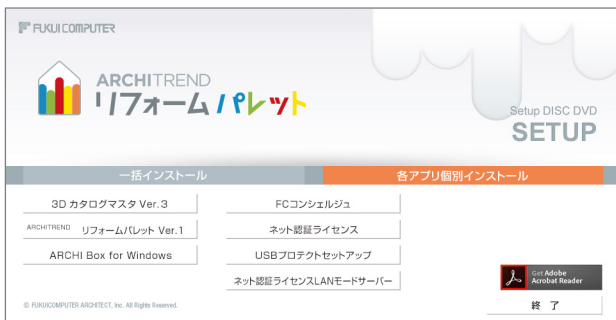 FUKUI COMPUTER
ARCHITREND
リフォームパレット
Setup DISC DVD
SETUP
一括インストール
各アプリ個別インストール
3D カタログマスタ Ver.3
FCコンシェルジュ
ARCHITREND リフォームパレット Ver.1
ネット認証ライセンス
ARCHI Box for Windows
USBプロテクトセットアップ
ネット認証ライセンスLANモードサーバー
Get Adobe
Acrobat Reader
© FUKUICOMPUTER ARCHITECT, Inc. All Rights Reserved.
終 了